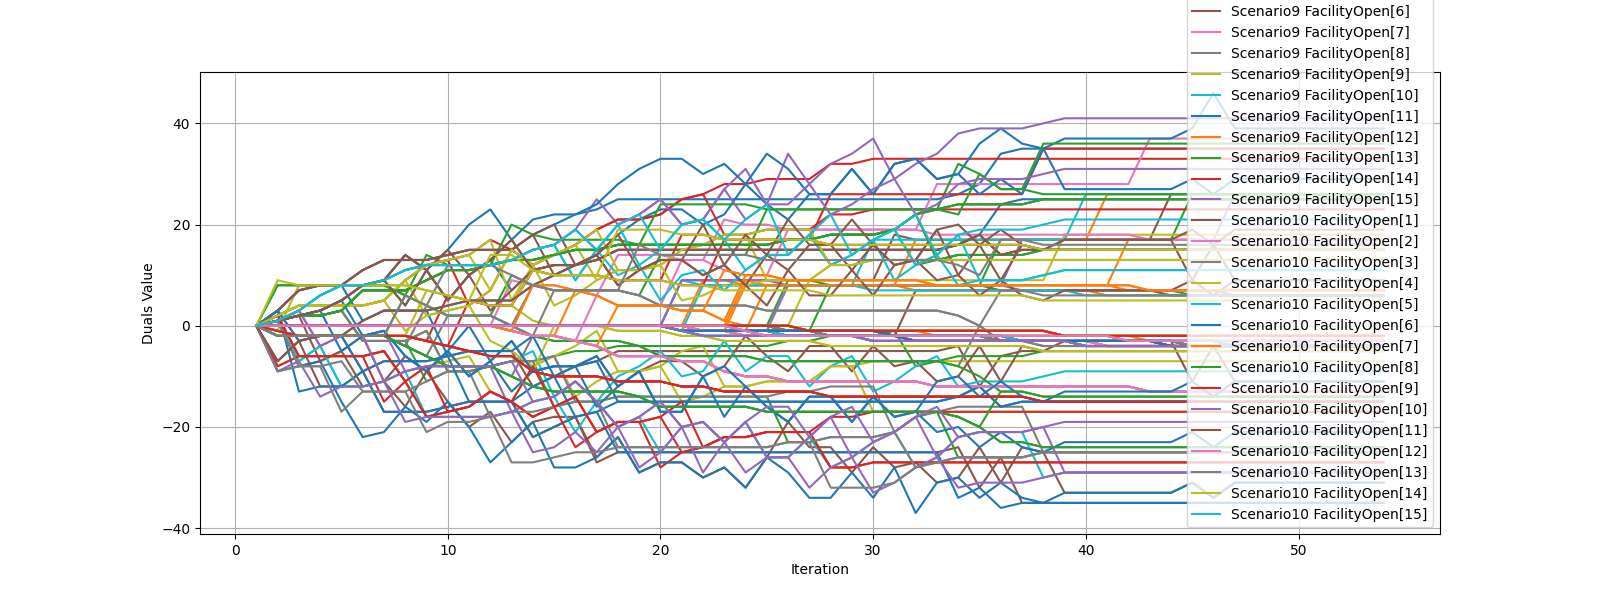 Scenario9 FacilityOpen[6]
Scenario9 FacilityOpen[7]
Scenario9 FacilityOpen[8]
Scenario9 FacilityOpen[9]
Scenario9 FacilityOpen[10]
Scenario9 FacilityOpen[11]
Scenario9 FacilityOpen[12]
Scenario9 FacilityOpen[13]
Scenario9 FacilityOpen[14]
Scenario9 FacilityOpen[15]
Scenario10 FacilityOpen[1]
Scenario10 FacilityOpen[2]
Scenario10 FacilityOpen[3]
Scenario10 FacilityOpen[4]
Scenario10 FacilityOpen[5]
Scenario10 FacilityOpen[6]
Scenario10 FacilityOpen[7]
Scenario10 FacilityOpen[8]
Scenario10 FacilityOpen[9]
Scenario10 FacilityOpen[10]
Scenario10 FacilityOpen[11]
Scenario10 FacilityOpen[12]
Scenario10 FacilityOpen[13]
Scenario10 FacilityOpen[14]
Scenario10 FacilityOpen[15]
Duals Value
40
20
0
−20
−40
0 10 20 30 40 50
Iteration